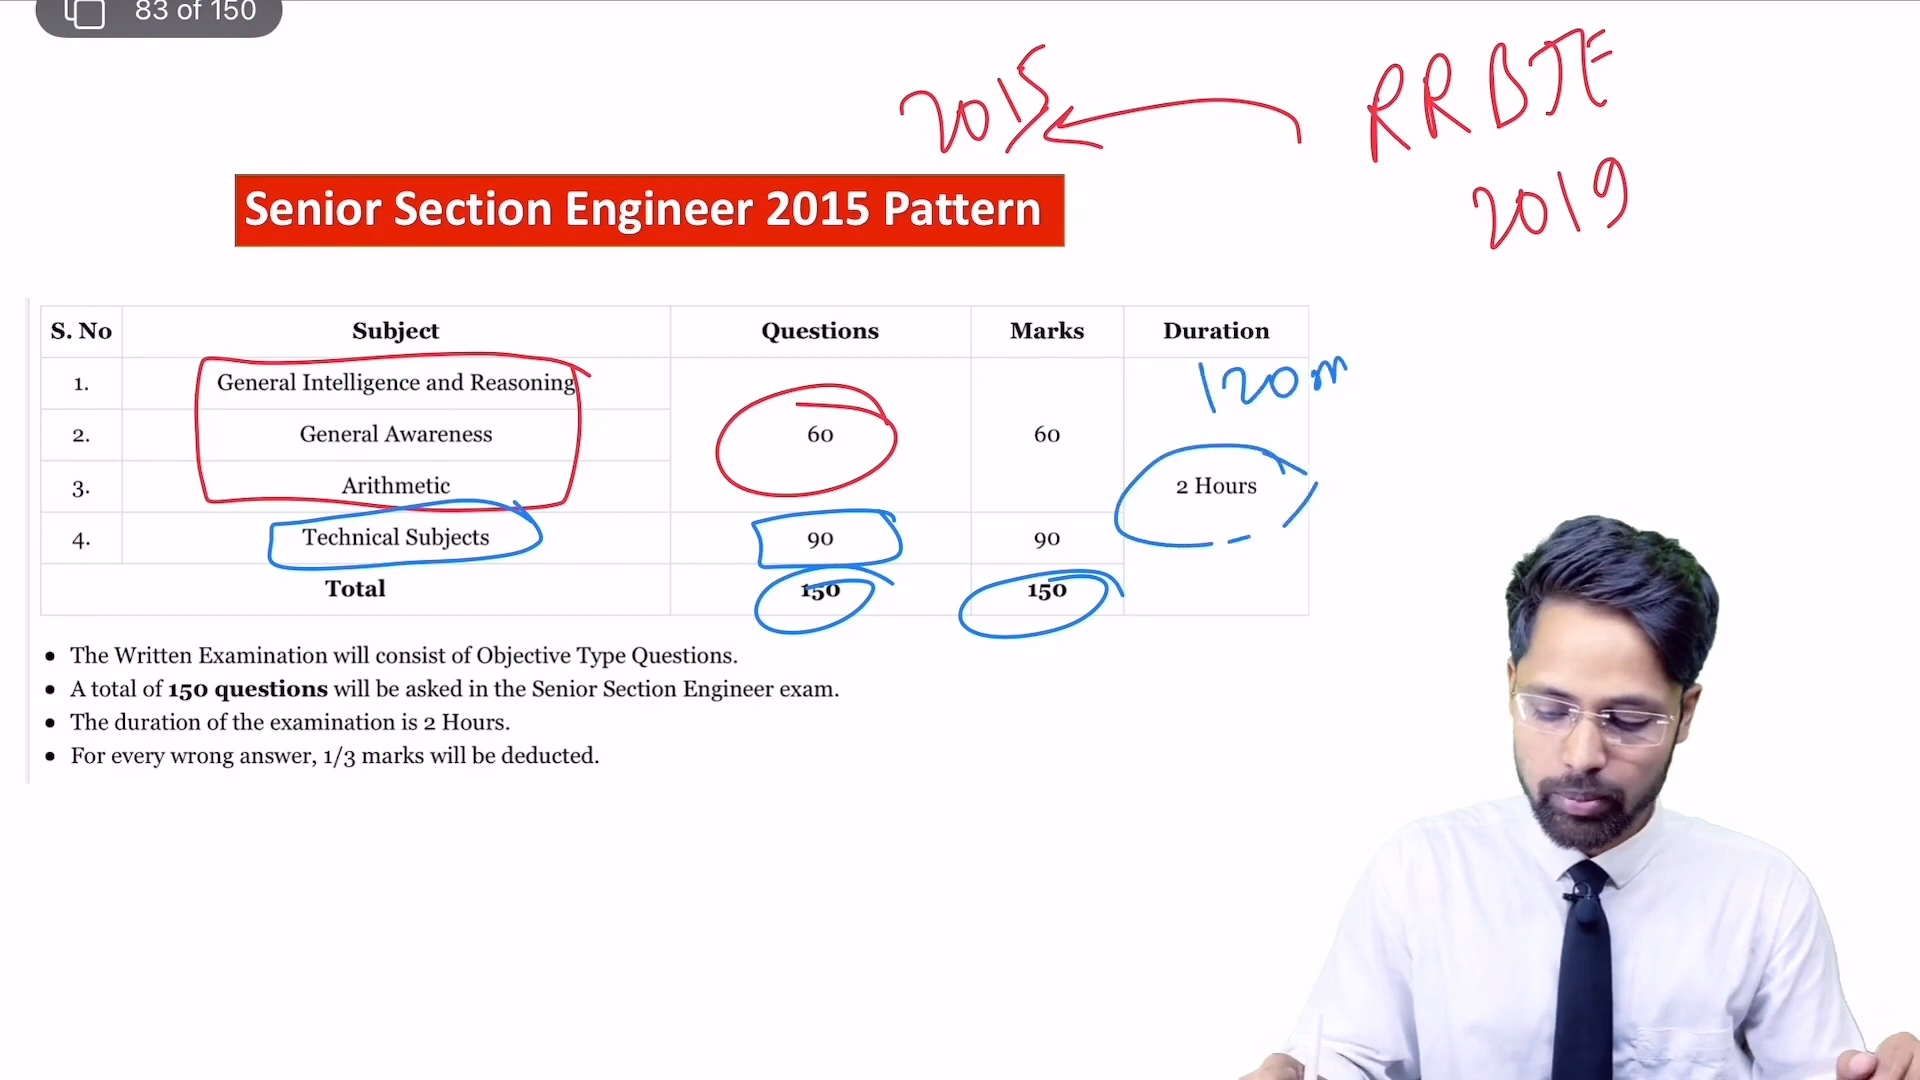 83 of 150
2015
RRBJE
2019
Senior Section Engineer 2015 Pattern
S. No Subject Questions Marks Duration
120m
1. General Intelligence and Reasoning
2. General Awareness 60 60
3. Arithmetic 2 Hours
4. Technical Subjects 90 90
Total 150 150
• The Written Examination will consist of Objective Type Questions.
• A total of 150 questions will be asked in the Senior Section Engineer exam.
• The duration of the examination is 2 Hours.
• For every wrong answer, 1/3 marks will be deducted.